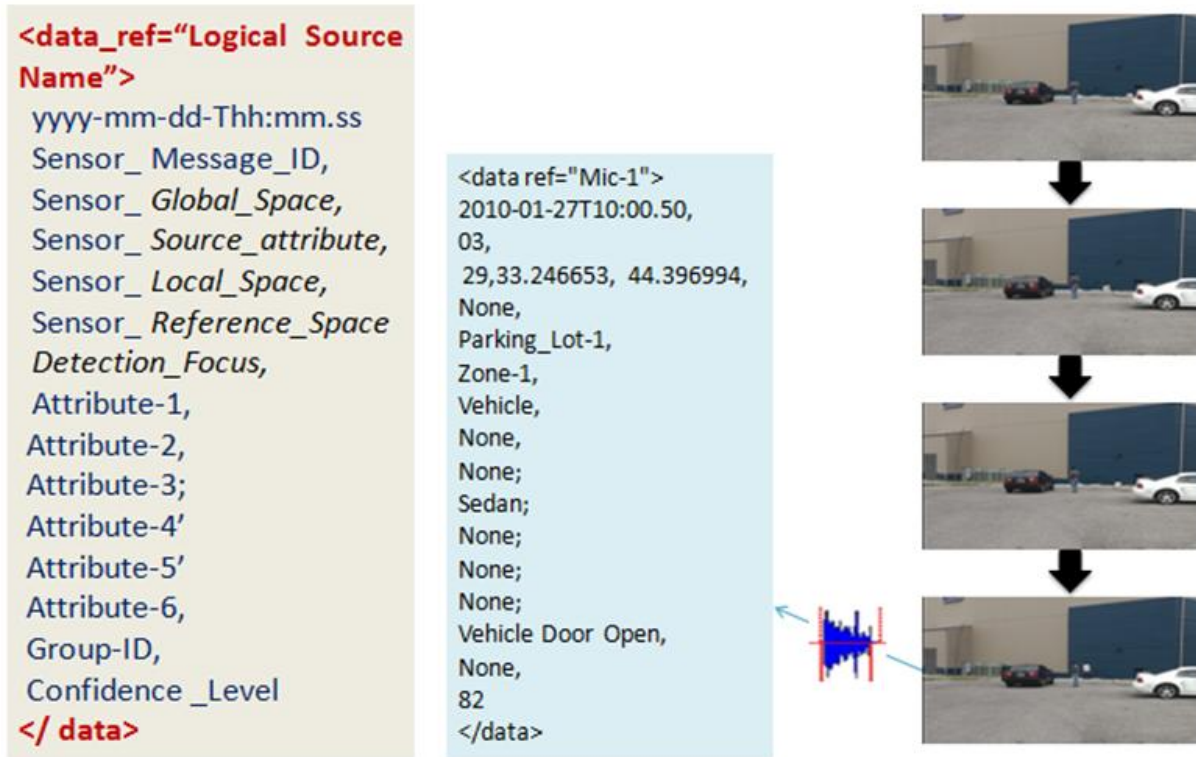 <data_ref=“Logical Source
Name”>
yyyy-mm-dd-Thh:mm.ss
Sensor_ Message_ID,
Sensor_ Global_Space,
Sensor_ Source_attribute,
Sensor_ Local_Space,
Sensor_ Reference_Space
Detection_Focus,
Attribute-1,
Attribute-2,
Attribute-3;
Attribute-4’
Attribute-5’
Attribute-6,
Group-ID,
Confidence _Level
</ data>
<data ref="Mic-1">
2010-01-27T10:00.50,
03,
29,33.246653, 44.396994,
None,
Parking_Lot-1,
Zone-1,
Vehicle,
None,
None;
Sedan;
None;
None;
None;
Vehicle Door Open,
None,
82
</data>